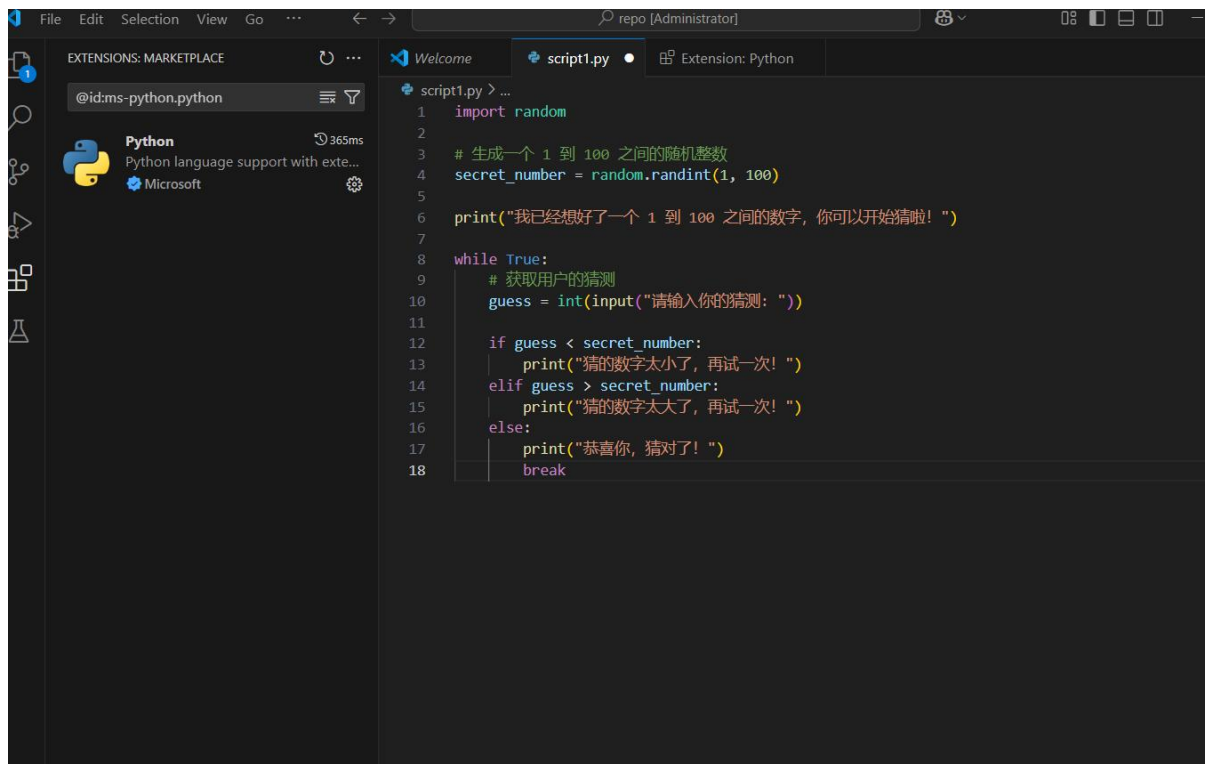 File Edit Selection View Go ··· repo [Administrator]
EXTENSIONS: MARKETPLACE
@id:ms-python.python
Python 365ms
Python language support with exte...
Microsoft
1
Welcome script1.py Extension: Python
script1.py > ...
1 import random
2
3 # 生成一个 1 到 100 之间的随机整数
4 secret_number = random.randint(1, 100)
5
6 print("我已经想好了一个 1 到 100 之间的数字，你可以开始猜啦！")
7
8 while True:
9     # 获取用户的猜测
10     guess = int(input("请输入你的猜测："))
11
12     if guess < secret_number:
13         print("猜的数字太小了，再试一次！")
14     elif guess > secret_number:
15         print("猜的数字太大了，再试一次！")
16     else:
17         print("恭喜你，猜对了！")
18         break